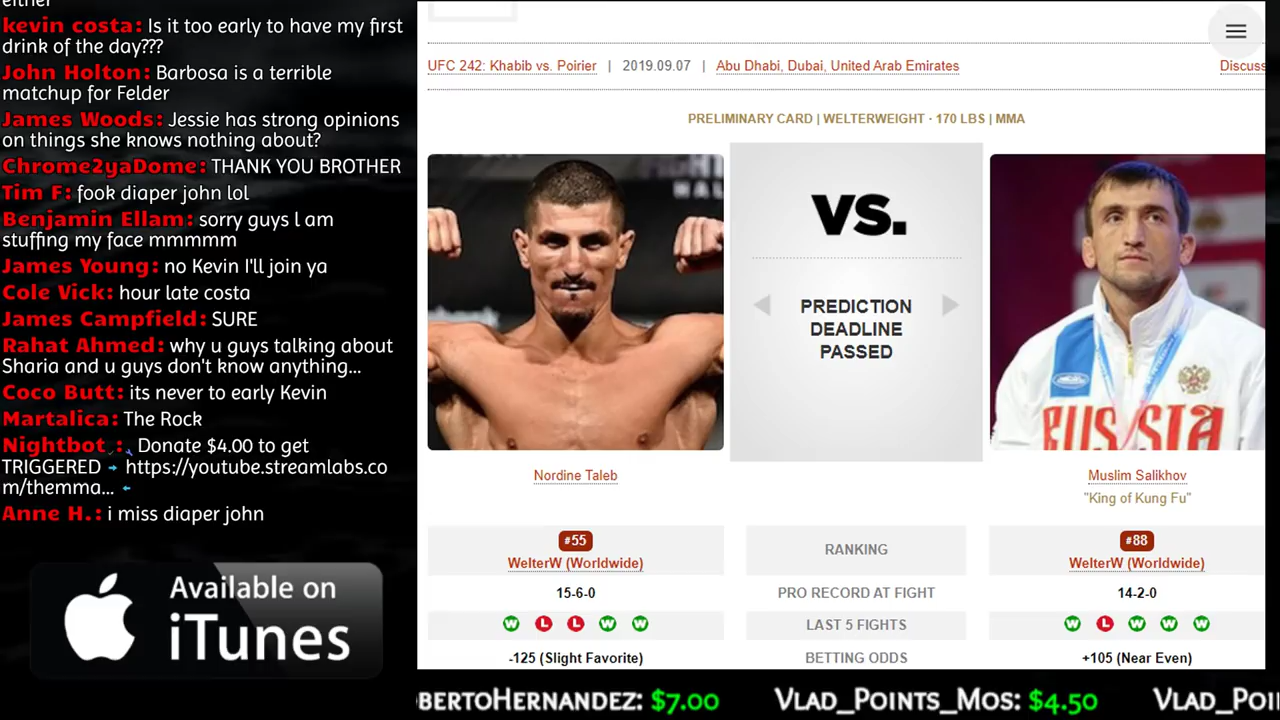 either
kevin costa: Is it too early to have my first
drink of the day???
John Holton: Barbosa is a terrible
matchup for Felder
James Woods: Jessie has strong opinions
on things she knows nothing about?
Chrome2yaDome: THANK YOU BROTHER
Tim F: fook diaper john lol
Benjamin Ellam: sorry guys I am
stuffing my face mmmmm
James Young: no Kevin I'll join ya
Cole Vick: hour late costa
James Campfield: SURE
Rahat Ahmed: why u guys talking about
Sharia and u guys don't know anything...
Coco Butt: its never to early Kevin
Martalica: The Rock
Nightbot : Donate $4.00 to get
TRIGGERED → https://youtube.streamlabs.co
m/themma... ←
Anne H.: i miss diaper john
Available on
iTunes
UFC 242: Khabib vs. Poirier | 2019.09.07 | Abu Dhabi, Dubai, United Arab Emirates
Discuss
PRELIMINARY CARD | WELTERWEIGHT · 170 LBS | MMA
VS.
PREDICTION
DEADLINE
PASSED
RUSSIA
Nordine Taleb
Muslim Salikhov
"King of Kung Fu"
#55 RANKING #88
WelterW (Worldwide) WelterW (Worldwide)
15-6-0 PRO RECORD AT FIGHT 14-2-0
W L L W W LAST 5 FIGHTS W L W W W
-125 (Slight Favorite) BETTING ODDS +105 (Near Even)
OBERTOHERNANDEZ: $7.00 VLAD_POINTS_MOS: $4.50 VLAD_POI